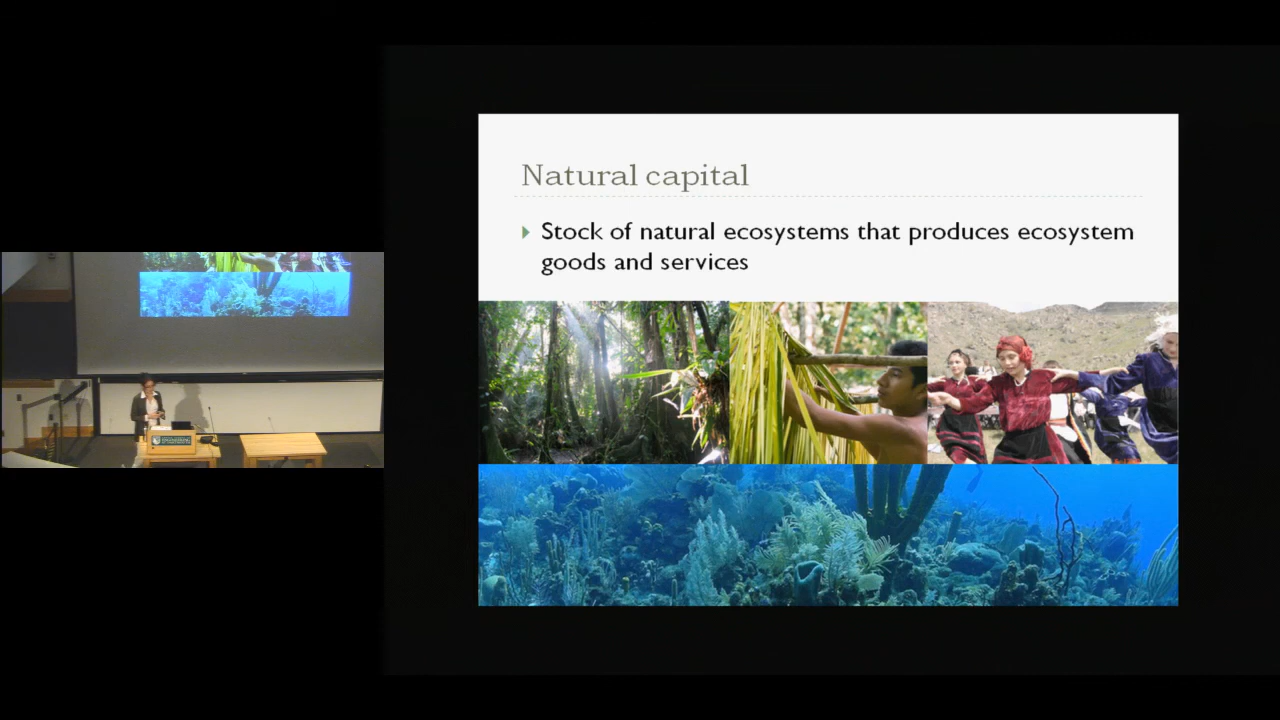 Natural capital
Stock of natural ecosystems that produces ecosystem
goods and services